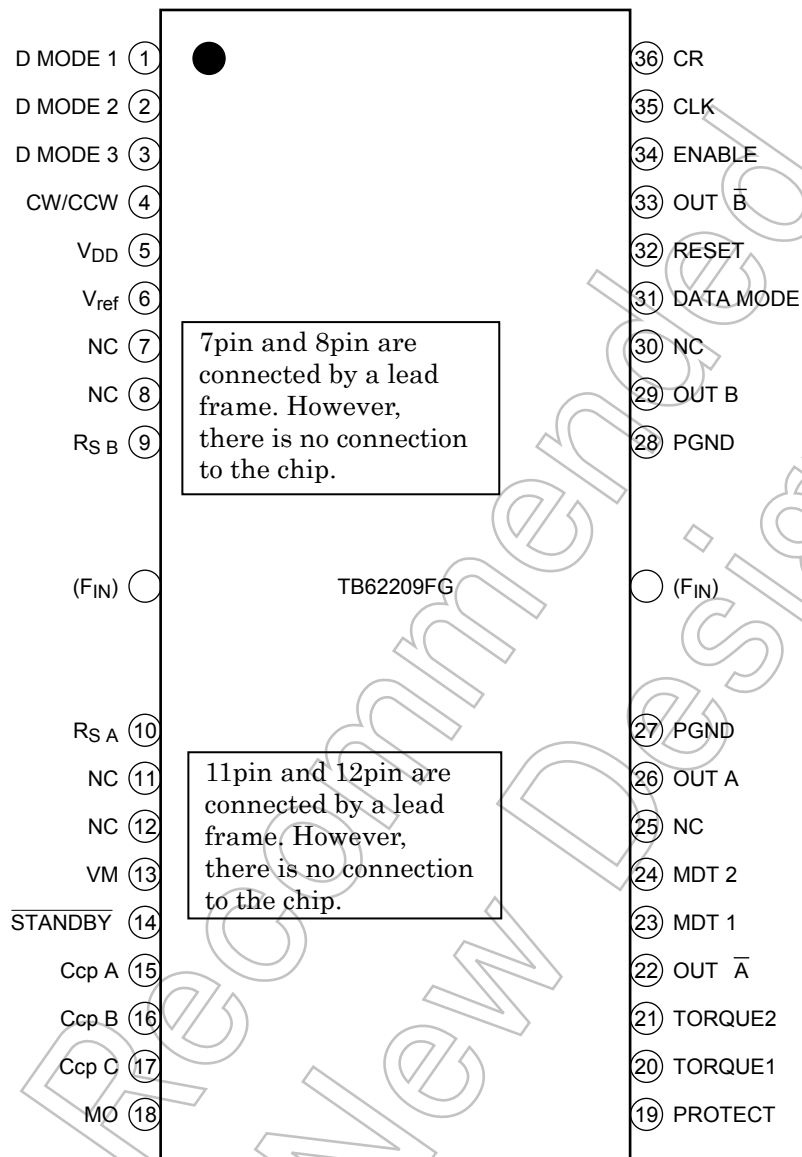 D MODE 1 1
D MODE 2 2
D MODE 3 3
CW/CCW 4
VDD 5
Vref 6
NC 7
NC 8
RS B 9
(FIN)
RS A 10
NC 11
NC 12
VM 13
STANDBY 14
Ccp A 15
Ccp B 16
Ccp C 17
MO 18
7pin and 8pin are
connected by a lead
frame. However,
there is no connection
to the chip.
TB62209FG
11pin and 12pin are
connected by a lead
frame. However,
there is no connection
to the chip.
36 CR
35 CLK
34 ENABLE
33 OUT B̅
32 RESET
31 DATA MODE
30 NC
29 OUT B
28 PGND
(FIN)
27 PGND
26 OUT A
25 NC
24 MDT 2
23 MDT 1
22 OUT A̅
21 TORQUE2
20 TORQUE1
19 PROTECT
Recommended
New Desig